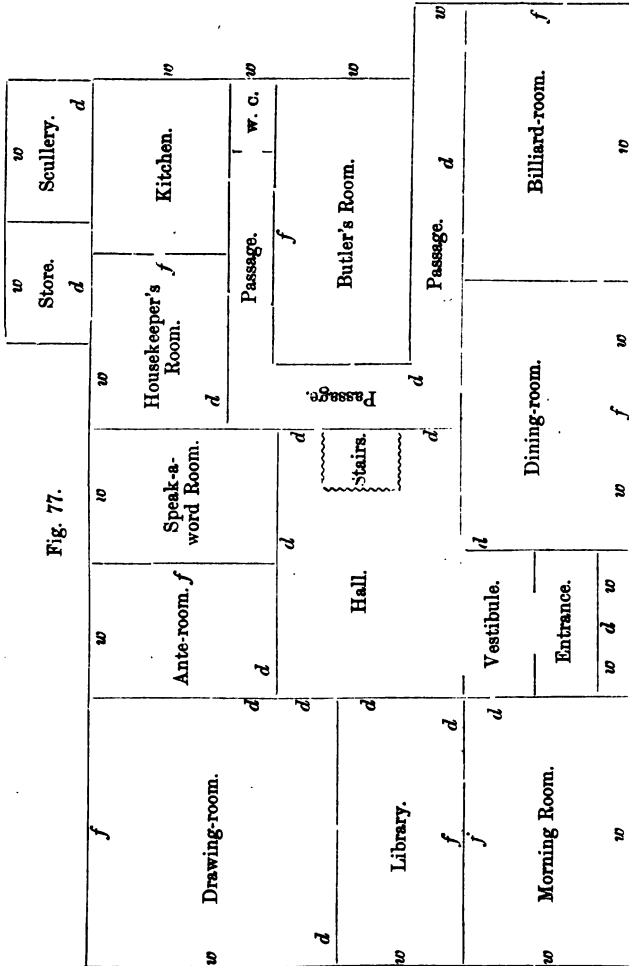 Fig. 77.
w w
Store. Scullery.
d d
f w w w
Drawing-room. Ante-room. f Speak-a-
word Room. Housekeeper's
Room. f Kitchen. w
d d
d d d
w d
Passage. w. c. w
d d
Hall. Stairs. Passage. f
Butler's Room. w
d d d
w Library. Passage. d w
f d
f d Vestibule. d
w Morning Room. Entrance. Dining-room. Billiard-room. f
w w d w w f w w